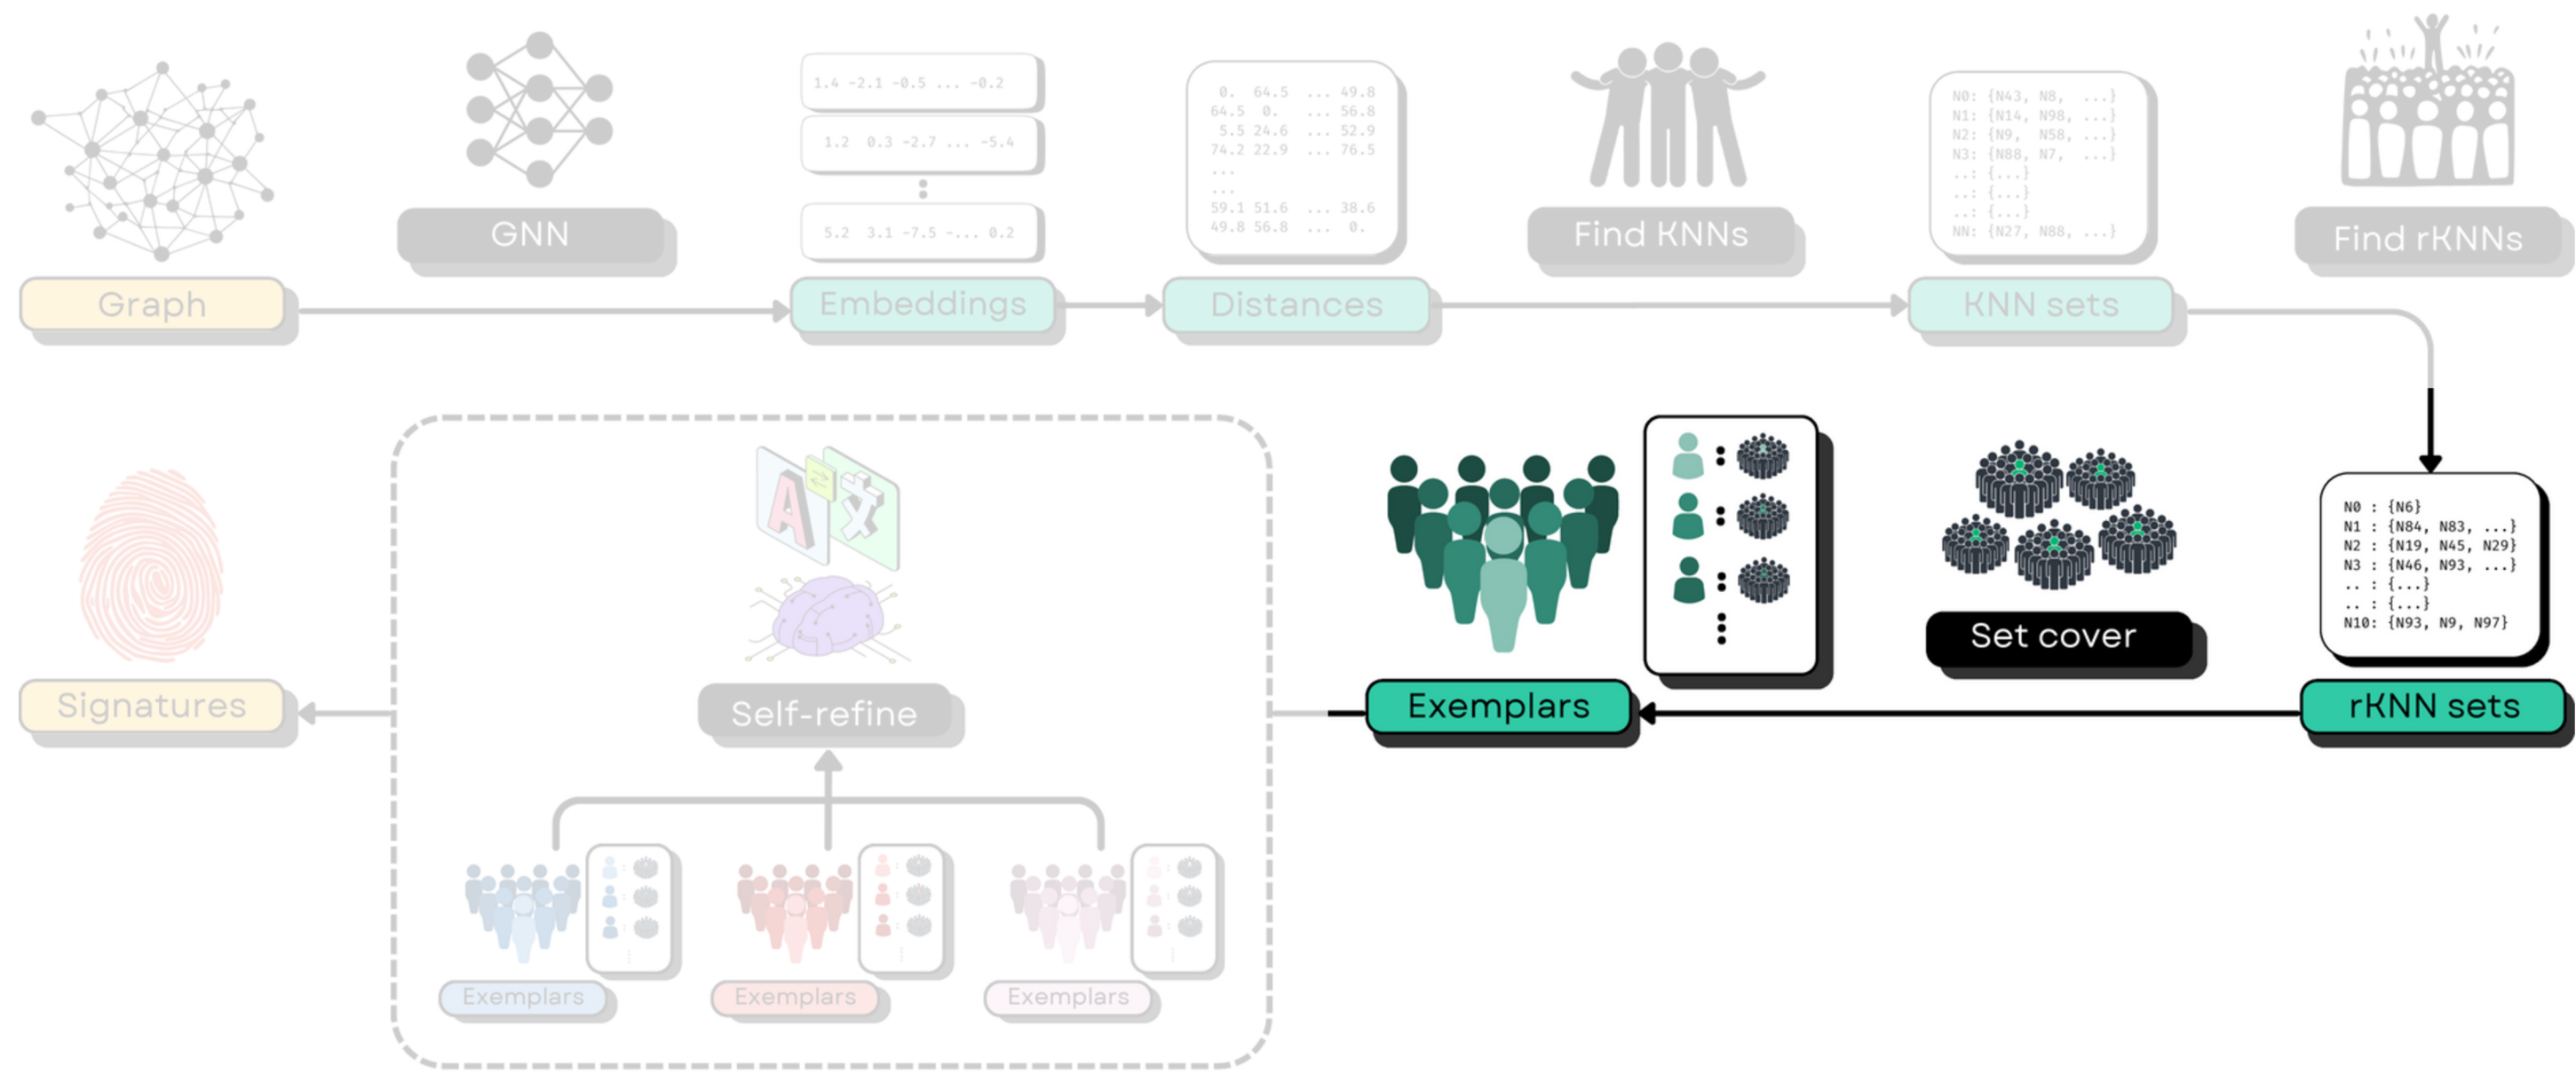 GNN
1.4 -2.1 -0.5 ... -0.2
1.2 0.3 -2.7 ... -5.4
5.2 3.1 -7.5 -... 0.2
0. 64.5 ... 49.8
64.5 0. ... 56.8
5.5 24.6 ... 52.9
74.2 22.9 ... 76.5
...
...
59.1 51.6 ... 38.6
49.8 56.8 ... 0.
Find KNNs
N0: {N43, N8, ...}
N1: {N14, N98, ...}
N2: {N9, N58, ...}
N3: {N88, N7, ...}
..: {...}
..: {...}
..: {...}
NN: {N27, N88, ...}
Find rKNNs
Graph
Embeddings
Distances
KNN sets
A
文
Self-refine
Signatures
Exemplars
Set cover
N0 : {N6}
N1 : {N84, N83, ...}
N2 : {N19, N45, N29}
N3 : {N46, N93, ...}
.. : {...}
.. : {...}
N10: {N93, N9, N97}
rKNN sets
Exemplars
Exemplars
Exemplars